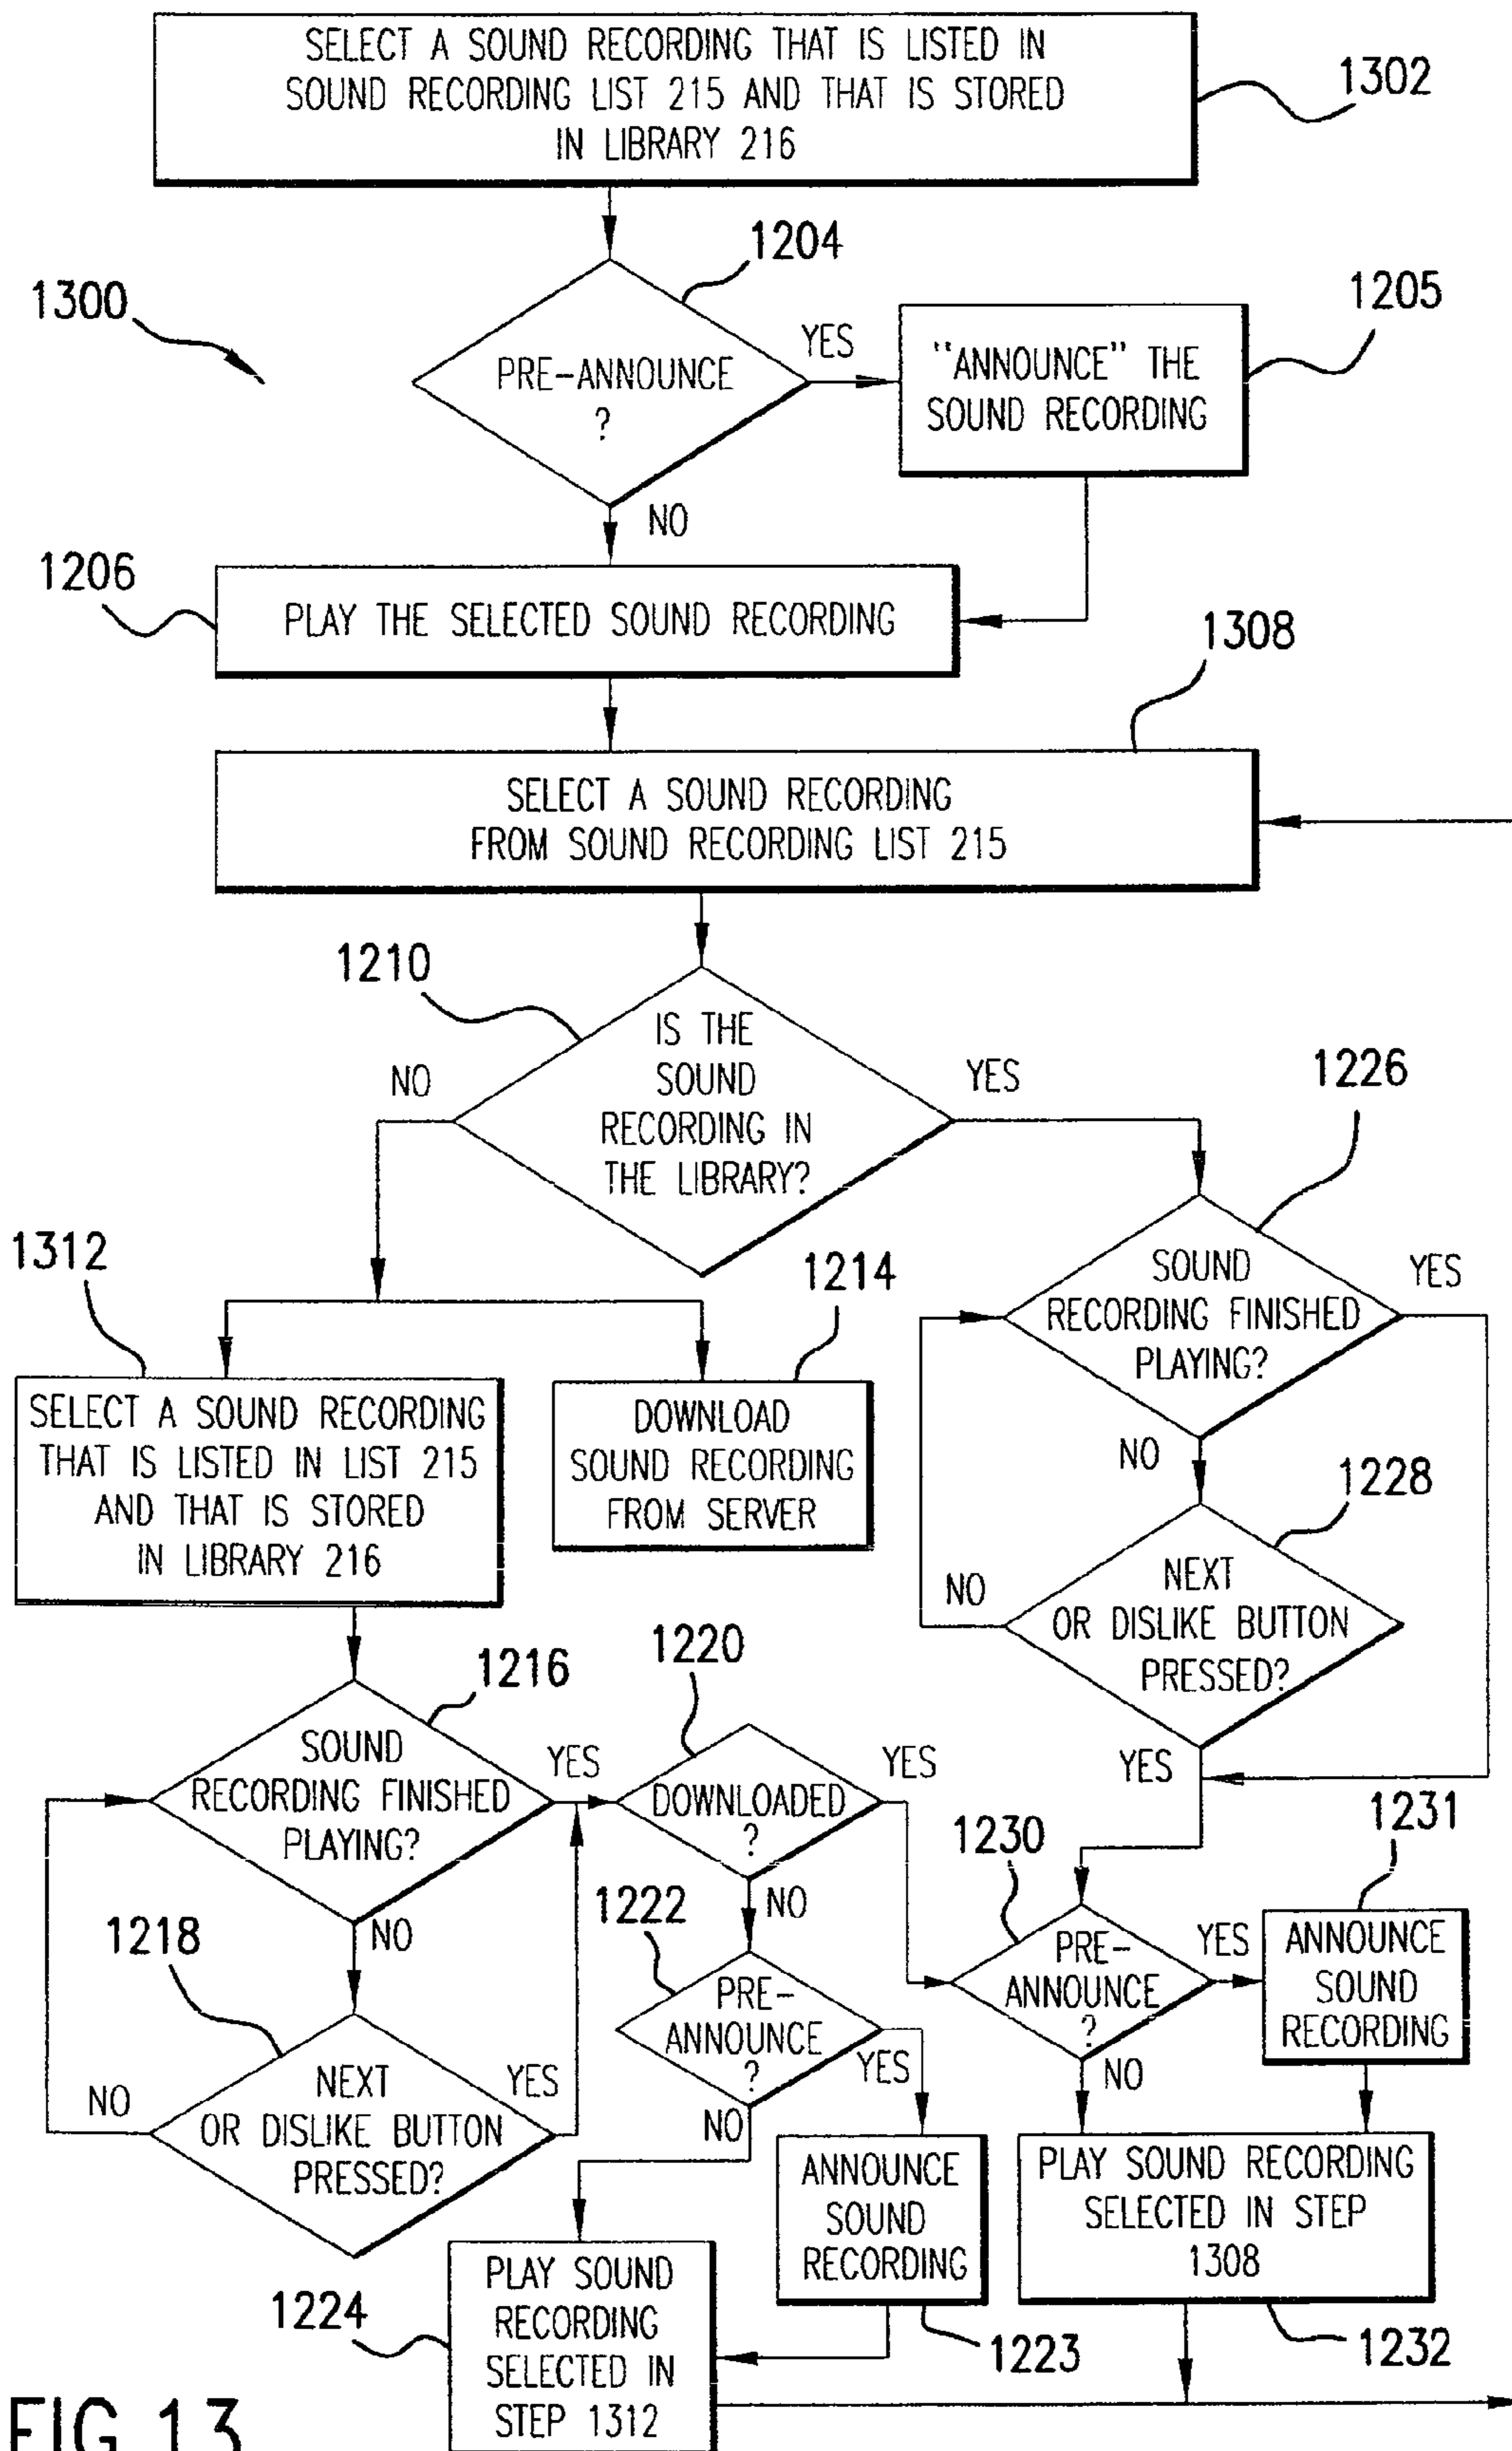 SELECT A SOUND RECORDING THAT IS LISTED IN
SOUND RECORDING LIST 215 AND THAT IS STORED
IN LIBRARY 216
1302
1300
1204
PRE-ANNOUNCE
?
YES
NO
1205
"ANNOUNCE" THE
SOUND RECORDING
1206
PLAY THE SELECTED SOUND RECORDING
1308
SELECT A SOUND RECORDING
FROM SOUND RECORDING LIST 215
1210
IS THE
SOUND
RECORDING IN
THE LIBRARY?
NO
YES
1312
SELECT A SOUND RECORDING
THAT IS LISTED IN LIST 215
AND THAT IS STORED
IN LIBRARY 216
1214
DOWNLOAD
SOUND RECORDING
FROM SERVER
1226
SOUND
RECORDING FINISHED
PLAYING?
YES
NO
1228
NEXT
OR DISLIKE BUTTON
PRESSED?
NO
YES
1216
SOUND
RECORDING FINISHED
PLAYING?
YES
NO
1218
NEXT
OR DISLIKE BUTTON
PRESSED?
NO
YES
1220
DOWNLOADED
?
YES
NO
1222
PRE-
ANNOUNCE
?
YES
NO
1223
ANNOUNCE
SOUND
RECORDING
1224
PLAY SOUND
RECORDING
SELECTED IN
STEP 1312
1230
PRE-
ANNOUNCE
?
YES
NO
1231
ANNOUNCE
SOUND
RECORDING
PLAY SOUND RECORDING
SELECTED IN STEP
1308
1232
FIG.13